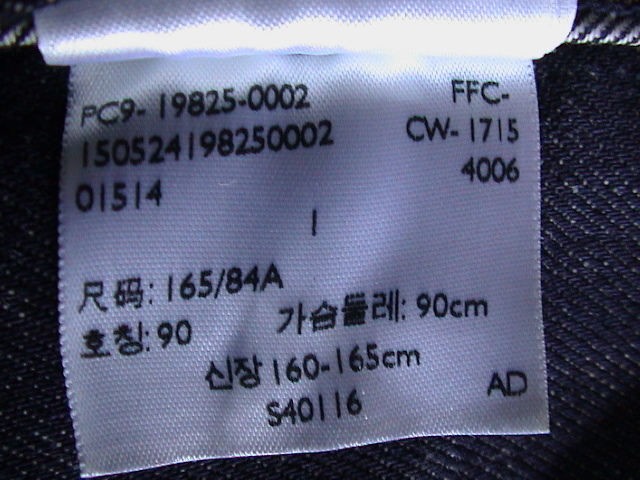 PC9- 19825-0002
FFC-
150524198250002
CW- 1715
01514
4006
1
尺 码: 165/84A
호칭: 90
가슴둘레: 90cm
신장 160-165cm
S40116
AD